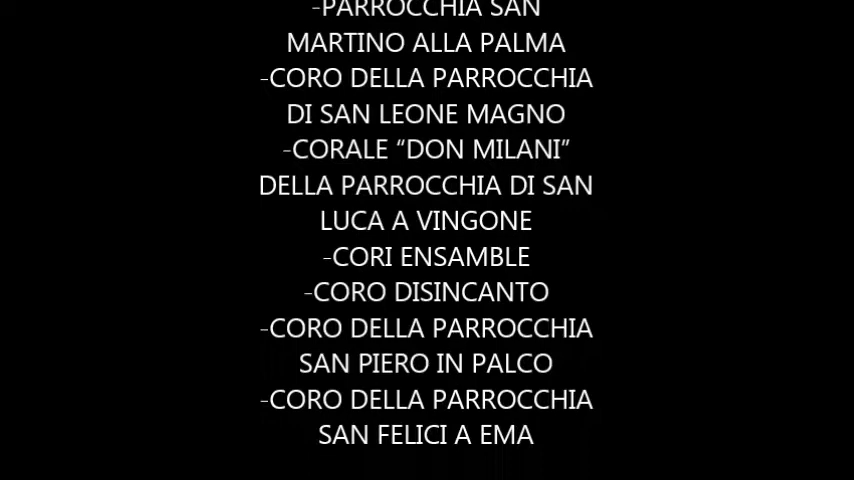 -PARROCCHIA SAN
MARTINO ALLA PALMA
-CORO DELLA PARROCCHIA
DI SAN LEONE MAGNO
-CORALE “DON MILANI”
DELLA PARROCCHIA DI SAN
LUCA A VINGONE
-CORI ENSAMBLE
-CORO DISINCANTO
-CORO DELLA PARROCCHIA
SAN PIERO IN PALCO
-CORO DELLA PARROCCHIA
SAN FELICI A EMA